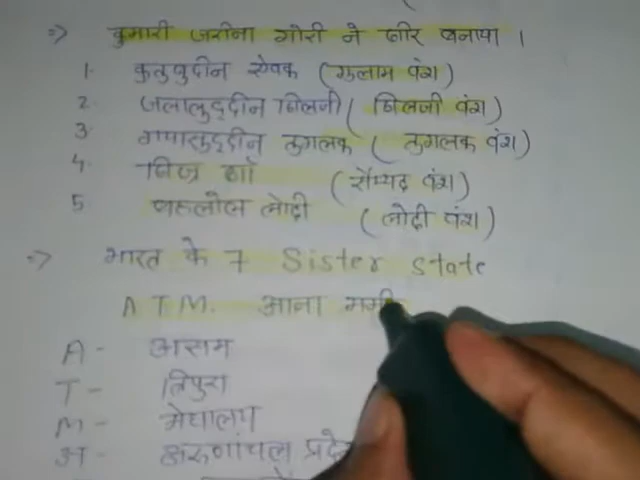 => कुमारी जरीना गोरी ने खीर बनाया ।
1. कुतुबुद्दीन ऐबक (गुलाम वंश)
2. जलालुद्दीन खिलजी (खिलजी वंश)
3. गयासुद्दीन तुगलक (तुगलक वंश)
4. खिज्र खाँ (सैय्यद वंश)
5 बहलोल लोदी (लोदी वंश)
=> भारत के 7 Sister state
A T M. आना
A - असम
T - त्रिपुरा
M - मेघालय
अ - अरुणांचल प्रदे